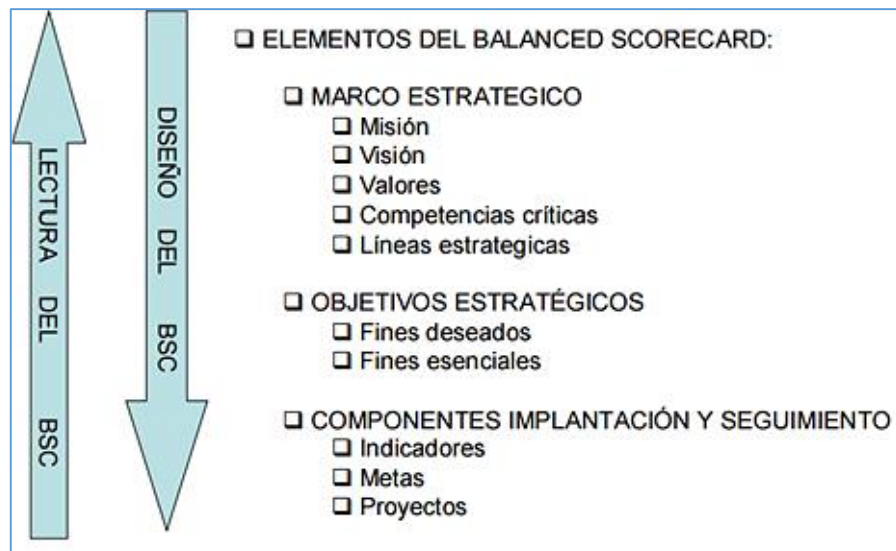 LECTURA DEL BSC
DISEÑO DEL BSC
❑ ELEMENTOS DEL BALANCED SCORECARD:
❑ MARCO ESTRATEGICO
❑ Misión
❑ Visión
❑ Valores
❑ Competencias críticas
❑ Líneas estrategicas
❑ OBJETIVOS ESTRATÉGICOS
❑ Fines deseados
❑ Fines esenciales
❑ COMPONENTES IMPLANTACIÓN Y SEGUIMIENTO
❑ Indicadores
❑ Metas
❑ Proyectos